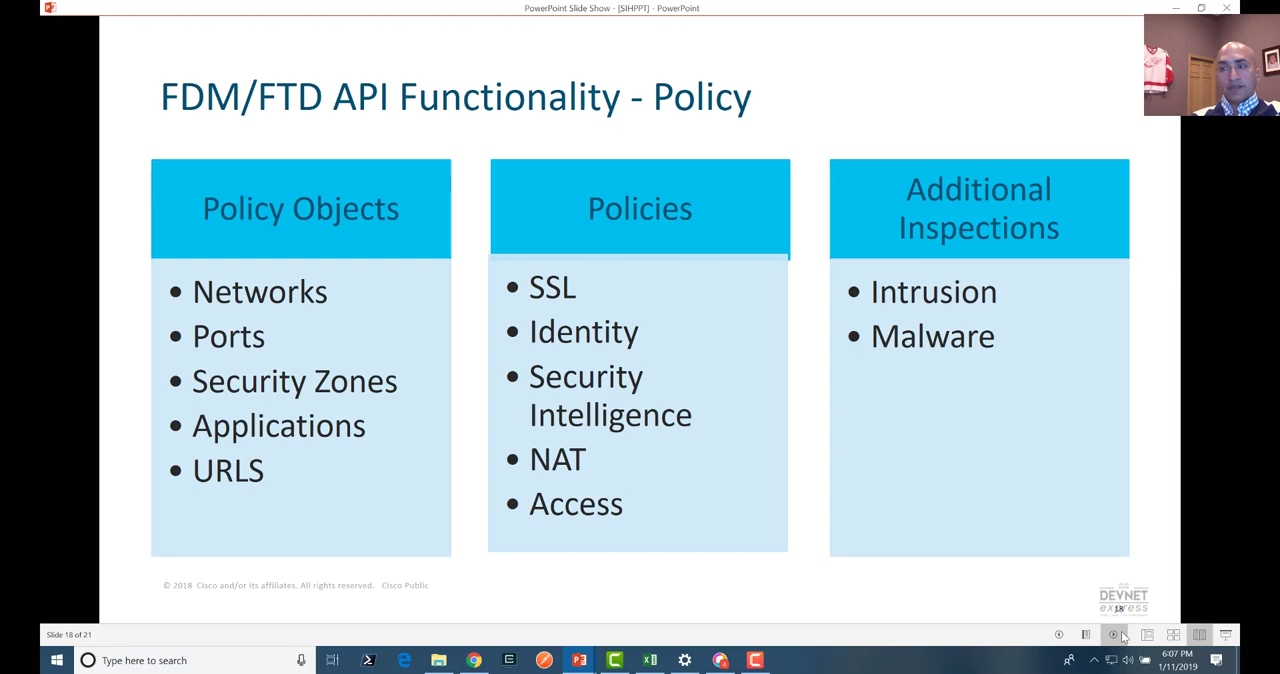 PowerPoint Slide Show - [SIHPPT] - PowerPoint
FDM/FTD API Functionality - Policy
Policy Objects
• Networks
• Ports
• Security Zones
• Applications
• URLS
Policies
• SSL
• Identity
• Security
Intelligence
• NAT
• Access
Additional
Inspections
• Intrusion
• Malware
© 2018 Cisco and/or its affiliates. All rights reserved. Cisco Public
DEVNET
18
Slide 18 of 21
Type here to search
6:07 PM
1/11/2019